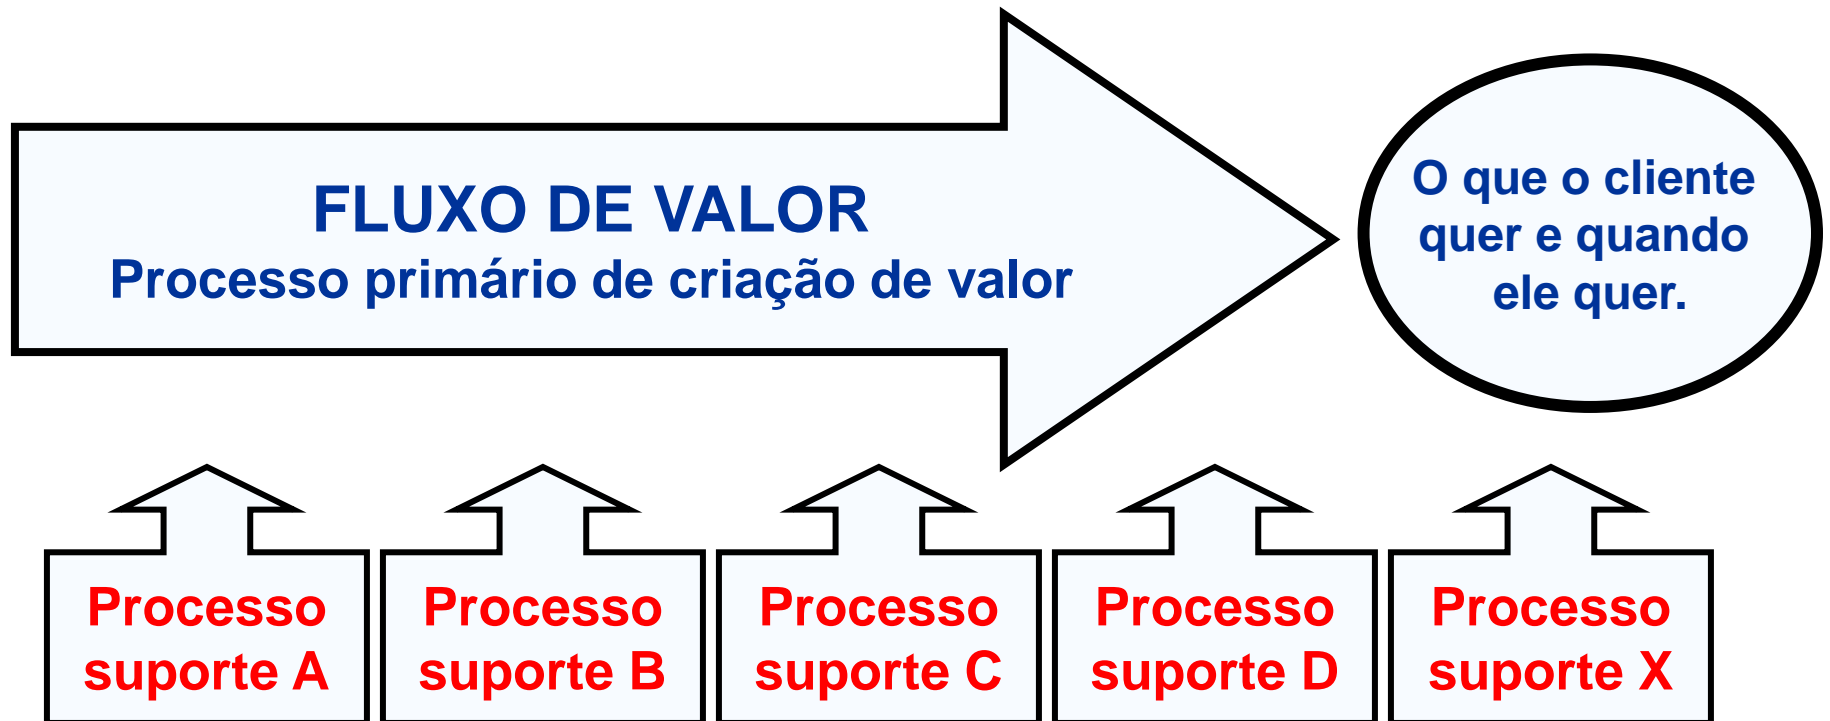 FLUXO DE VALOR
Processo primário de criação de valor
O que o cliente
quer e quando
ele quer.
Processo
suporte A
Processo
suporte B
Processo
suporte C
Processo
suporte D
Processo
suporte X